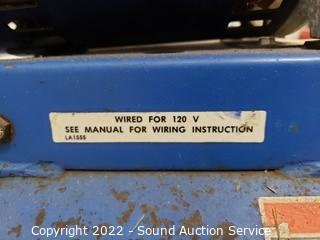 WIRED FOR 120 V
SEE MANUAL FOR WIRING INSTRUCTION
LA1555
Copyright 2022 - Sound Auction Service